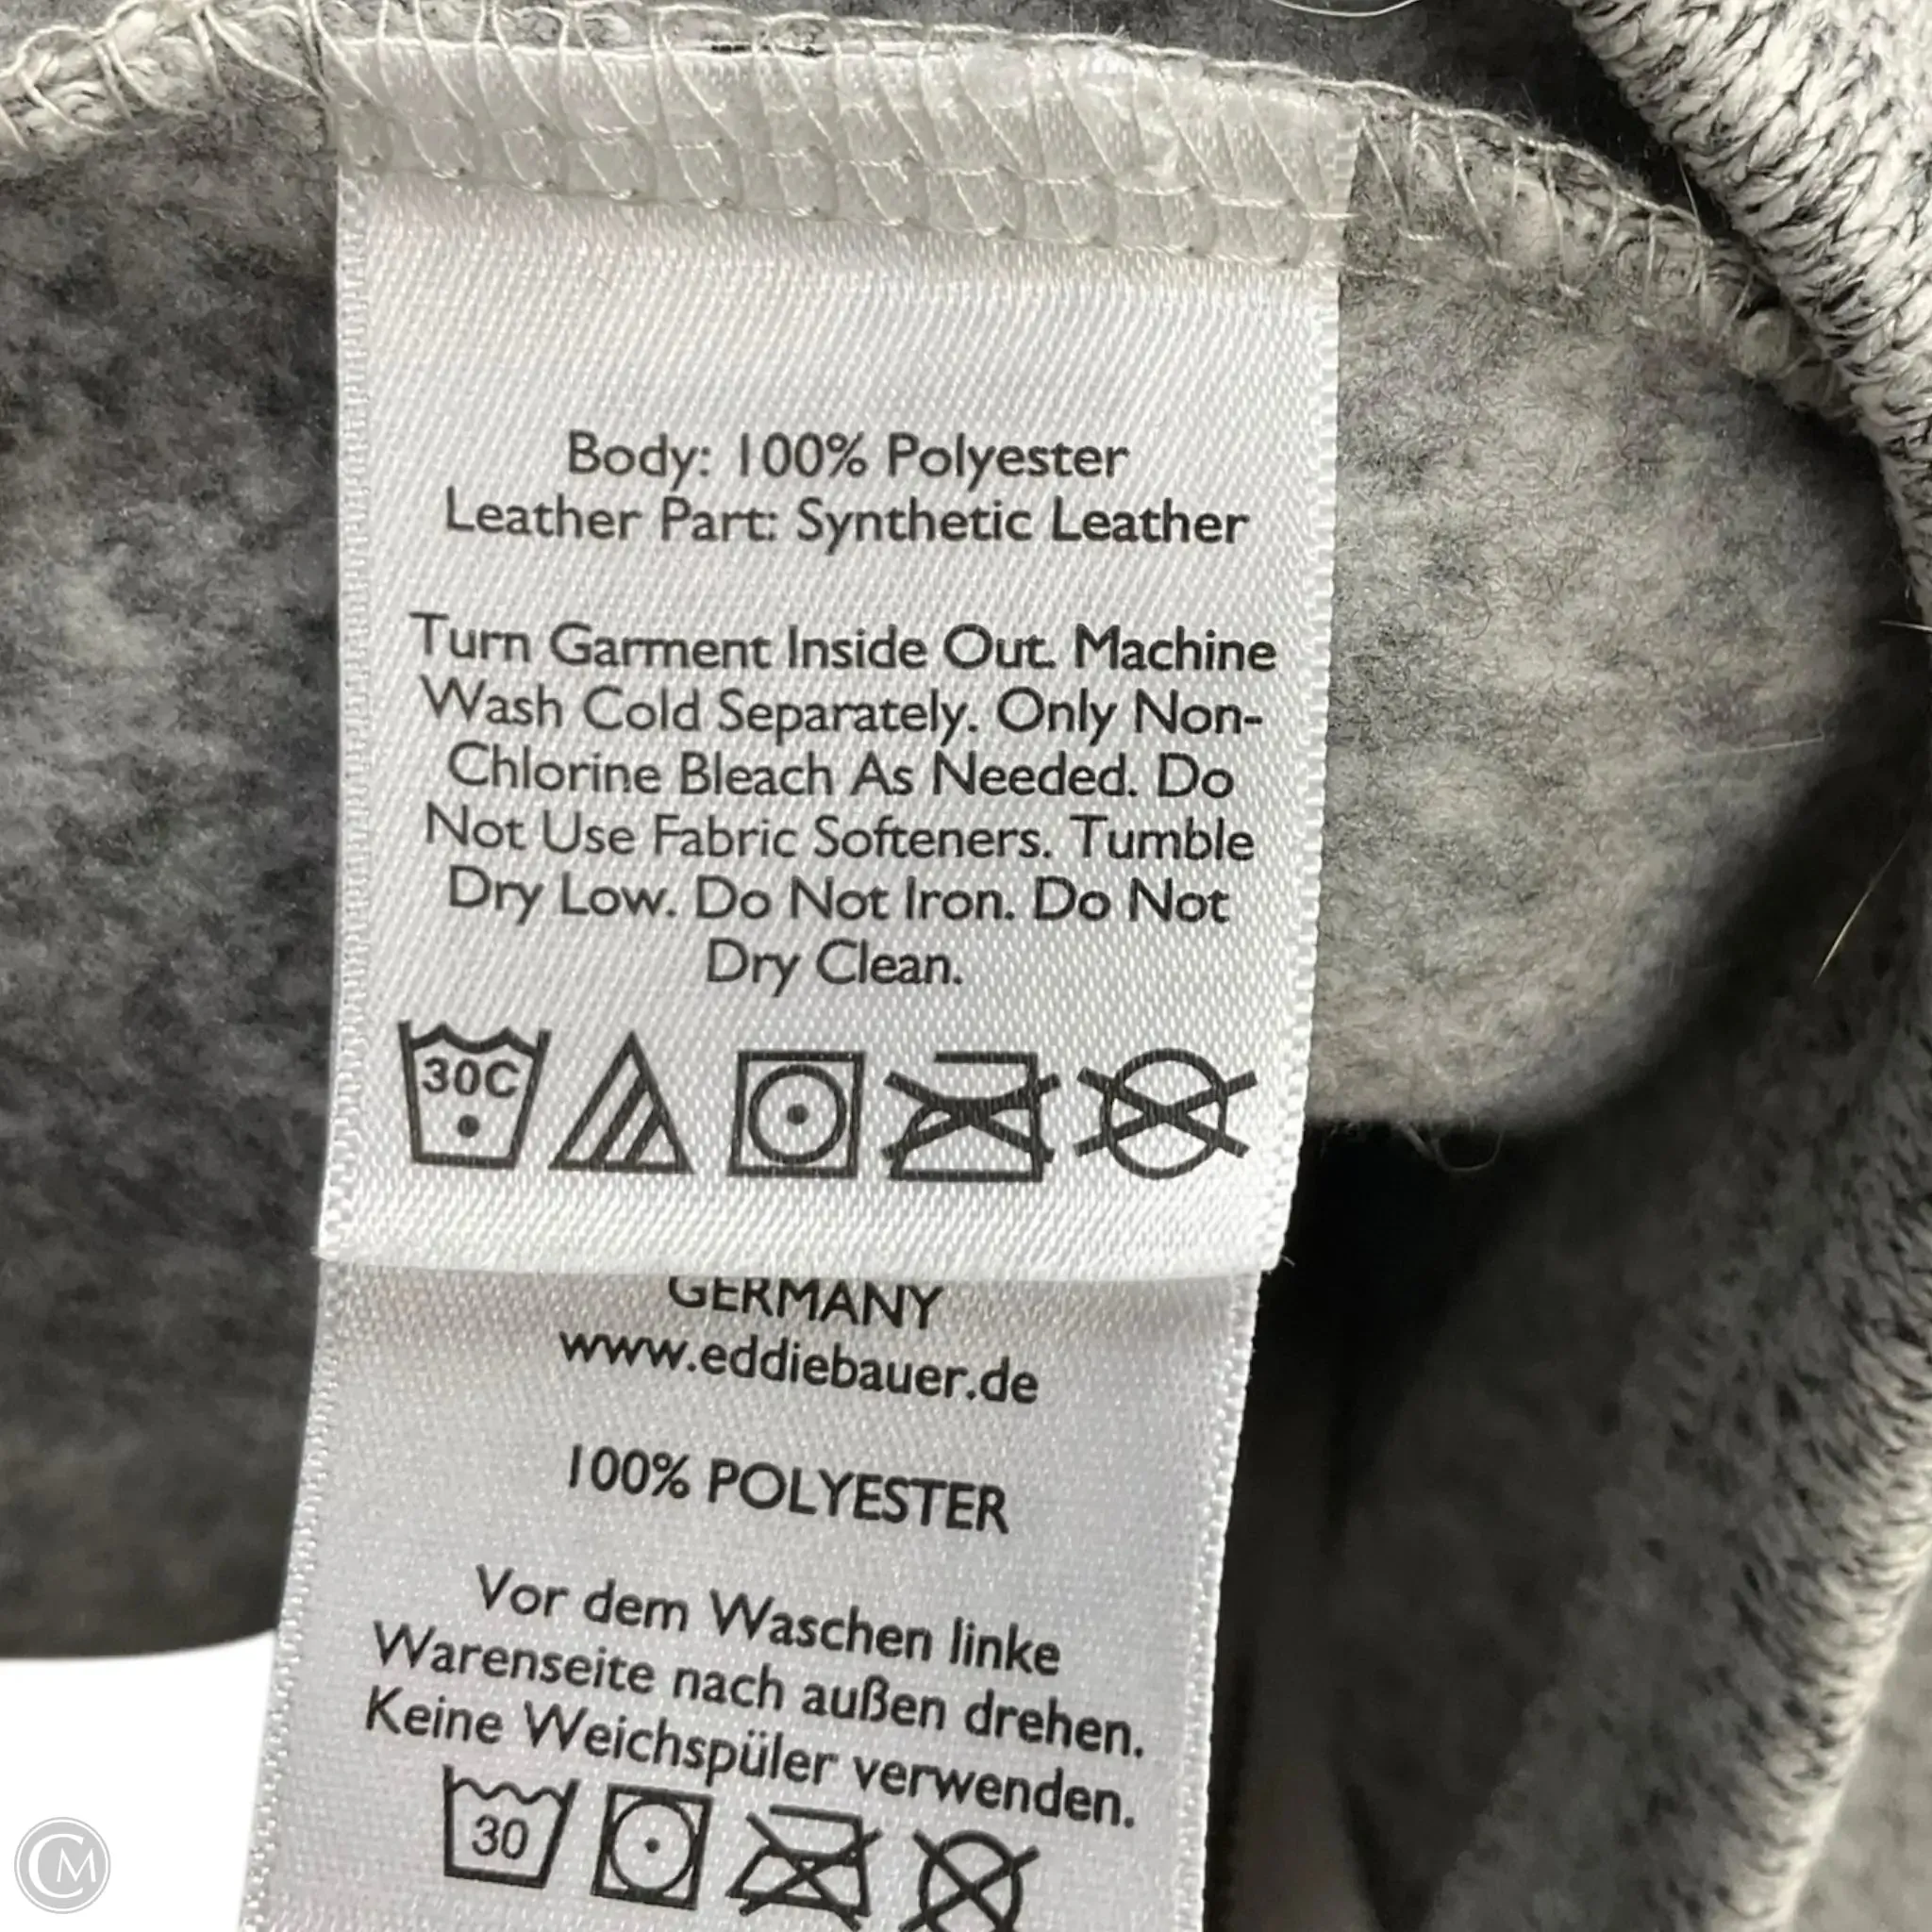 Body: 100% Polyester
Leather Part: Synthetic Leather
Turn Garment Inside Out. Machine
Wash Cold Separately. Only Non-
Chlorine Bleach As Needed. Do
Not Use Fabric Softeners. Tumble
Dry Low. Do Not Iron. Do Not
Dry Clean.
30C
GERMANY
www.eddiebauer.de
100% POLYESTER
Vor dem Waschen linke
Warenseite nach außen drehen.
Keine Weichspüler verwenden.
30
CM